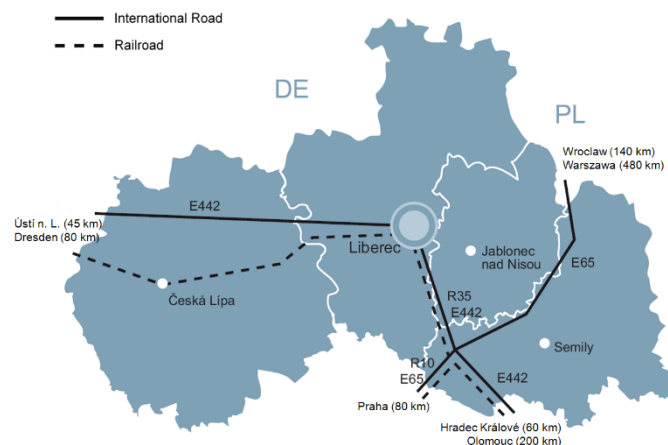 International Road
Railroad
DE
PL
Wroclaw (140 km)
Warszawa (480 km)
E442
Ústí n. L. (45 km)
Dresden (80 km)
Liberec
Jablonec
nad Nisou
E65
Česká Lípa
R35
E442
Semily
R10
E65
E442
Praha (80 km)
Hradec Králové (60 km)
Olomouc (200 km)